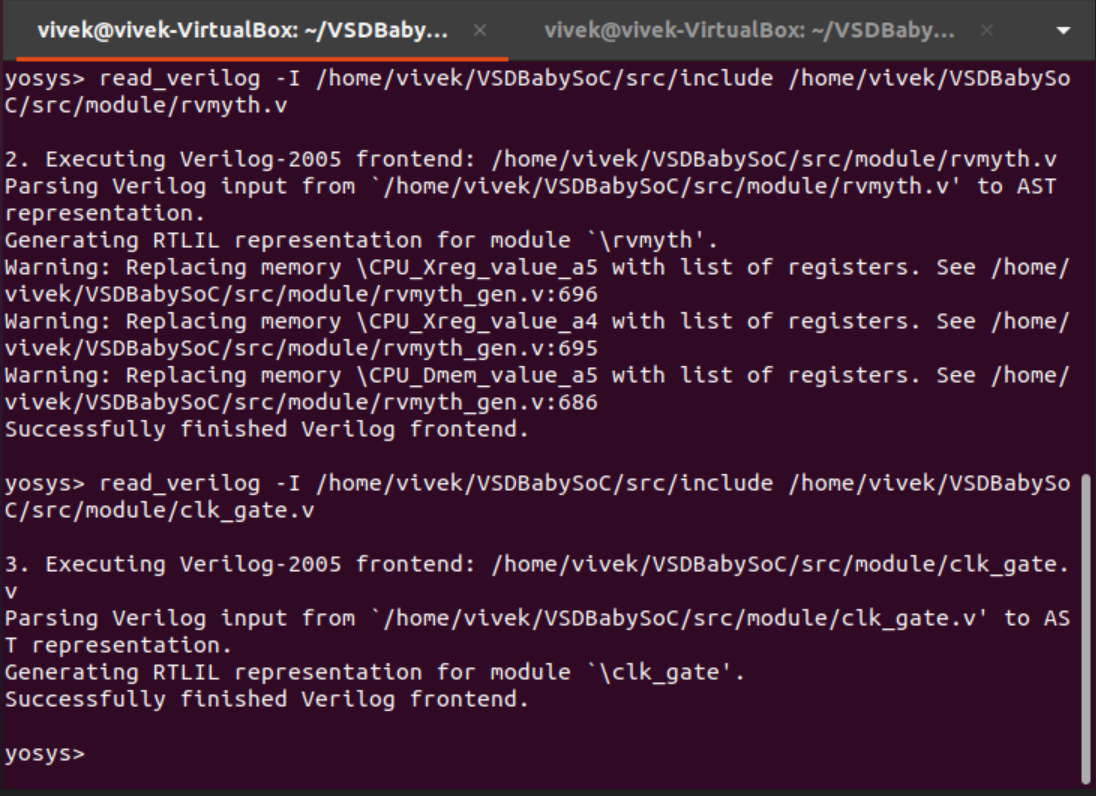 vivek@vivek-VirtualBox: ~/VSDBaby... × vivek@vivek-VirtualBox: ~/VSDBaby... ×
yosys> read_verilog -I /home/vivek/VSDBabySoC/src/include /home/vivek/VSDBabySo
C/src/module/rvmyth.v
2. Executing Verilog-2005 frontend: /home/vivek/VSDBabySoC/src/module/rvmyth.v
Parsing Verilog input from `/home/vivek/VSDBabySoC/src/module/rvmyth.v' to AST
representation.
Generating RTLIL representation for module `\rvmyth'.
Warning: Replacing memory \CPU_Xreg_value_a5 with list of registers. See /home/
vivek/VSDBabySoC/src/module/rvmyth_gen.v:696
Warning: Replacing memory \CPU_Xreg_value_a4 with list of registers. See /home/
vivek/VSDBabySoC/src/module/rvmyth_gen.v:695
Warning: Replacing memory \CPU_Dmem_value_a5 with list of registers. See /home/
vivek/VSDBabySoC/src/module/rvmyth_gen.v:686
Successfully finished Verilog frontend.
yosys> read_verilog -I /home/vivek/VSDBabySoC/src/include /home/vivek/VSDBabySo
C/src/module/clk_gate.v
3. Executing Verilog-2005 frontend: /home/vivek/VSDBabySoC/src/module/clk_gate.
v
Parsing Verilog input from `/home/vivek/VSDBabySoC/src/module/clk_gate.v' to AS
T representation.
Generating RTLIL representation for module `\clk_gate'.
Successfully finished Verilog frontend.
yosys>